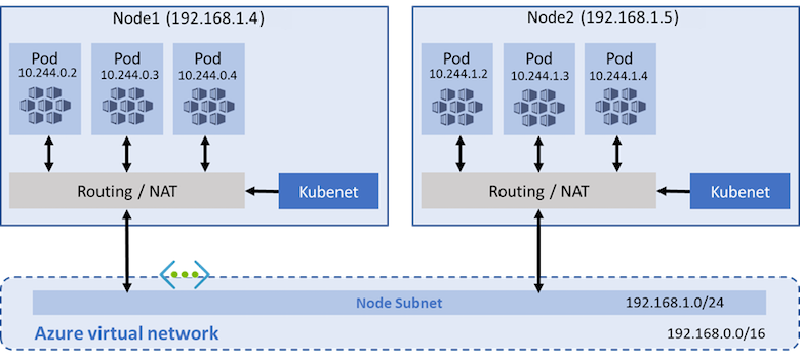 Node1 (192.168.1.4)
Pod
10.244.0.2
Pod
10.244.0.3
Pod
10.244.0.4
Routing / NAT
Kubenet
Node2 (192.168.1.5)
Pod
10.244.1.2
Pod
10.244.1.3
Pod
10.244.1.4
Routing / NAT
Kubenet
Node Subnet 192.168.1.0/24
Azure virtual network 192.168.0.0/16